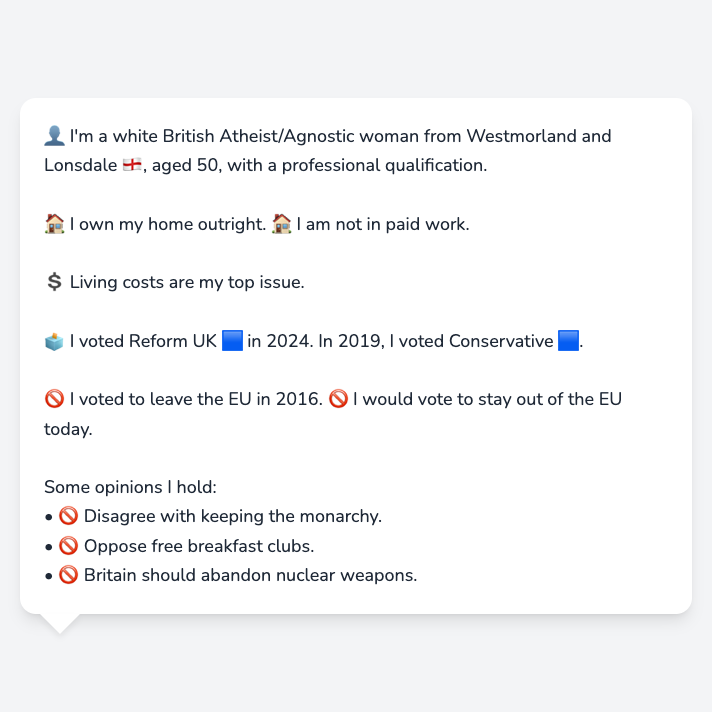 👤 I'm a white British Atheist/Agnostic woman from Westmorland and
Lonsdale 🏴󠁧󠁢󠁥󠁮󠁧󠁿, aged 50, with a professional qualification.
🏠 I own my home outright. 🏠 I am not in paid work.
💲 Living costs are my top issue.
🗳️ I voted Reform UK 🟦 in 2024. In 2019, I voted Conservative 🟦.
🚫 I voted to leave the EU in 2016. 🚫 I would vote to stay out of the EU
today.
Some opinions I hold:
• 🚫 Disagree with keeping the monarchy.
• 🚫 Oppose free breakfast clubs.
• 🚫 Britain should abandon nuclear weapons.